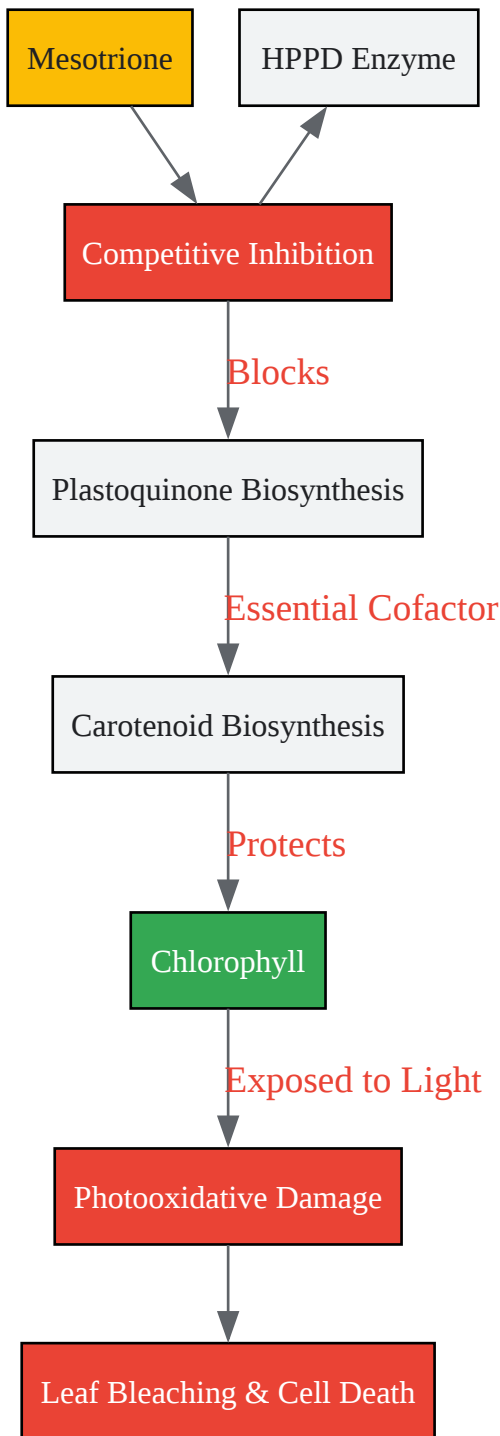 Mesotrione
HPPD Enzyme
Competitive Inhibition
Blocks
Plastoquinone Biosynthesis
Essential Cofactor
Carotenoid Biosynthesis
Protects
Chlorophyll
Exposed to Light
Photooxidative Damage
Leaf Bleaching & Cell Death